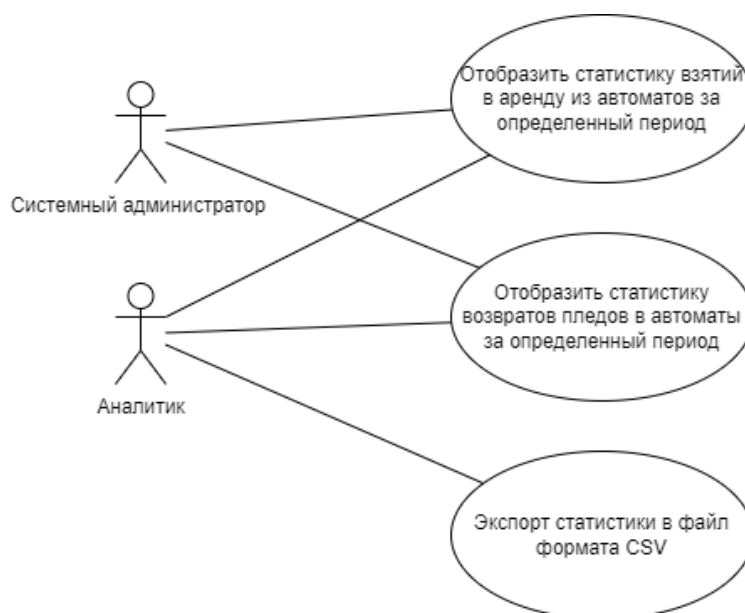 Отобразить статистику взятий
в аренду из автоматов за
определенный период
Системный администратор
Отобразить статистику
возвратов пледов в автоматы
за определенный период
Аналитик
Экспорт статистики в файл
формата CSV